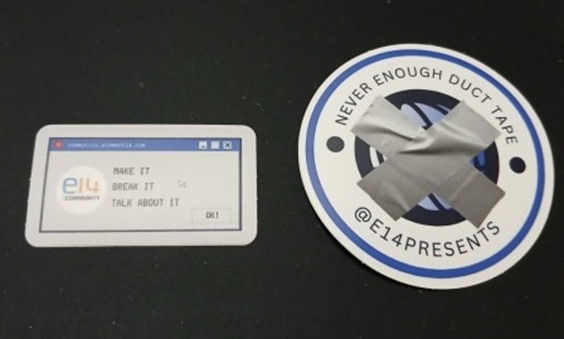 community.element14.com
MAKE IT
BREAK IT
TALK ABOUT IT
e14
COMMUNITY
OK!
NEVER ENOUGH DUCT TAPE
@E14PRESENTS